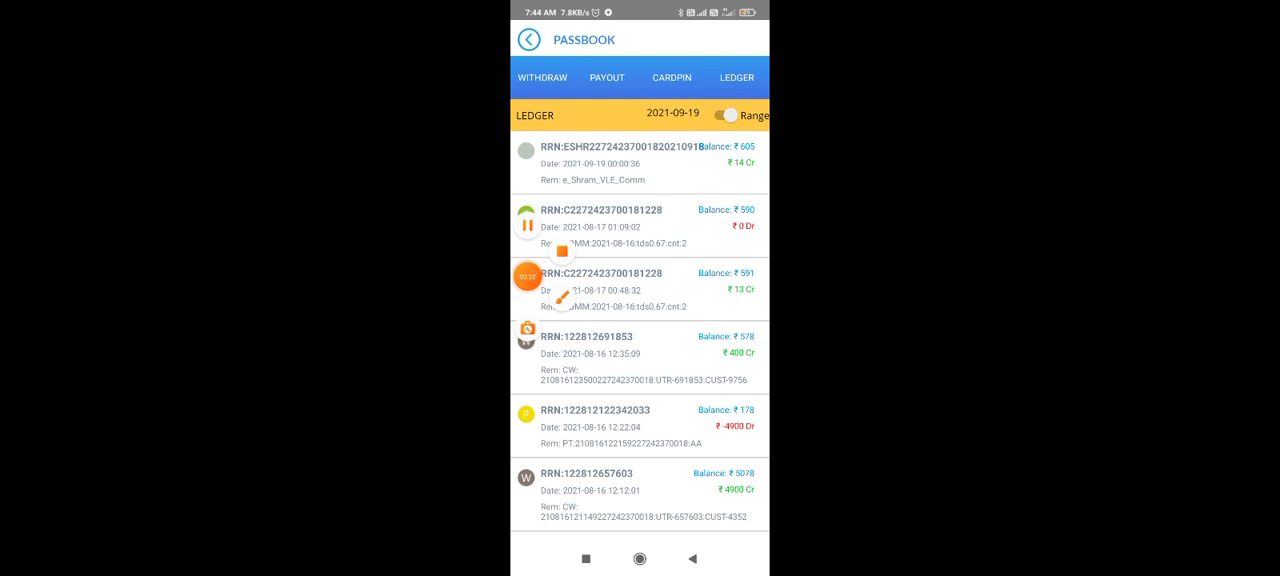 7:44 AM 7.8KB/s
PASSBOOK
WITHDRAW PAYOUT CARDPIN LEDGER
LEDGER 2021-09-19 Range
RRN:ESHR2272423700182021091 Balance: ₹ 605
Date: 2021-09-19 00:00:36 ₹ 14 Cr
Rem: e_Shram_VLE_Comm
RRN:C2272423700181228 Balance: ₹ 590
Date: 2021-08-17 01:09:02 ₹ 0 Dr
MM:2021-08-16:tds0.67:cnt:2
03:32
RRN:C2272423700181228 Balance: ₹ 591
21-08-17 00:48:32 ₹ 13 Cr
MM:2021-08-16:tds0.67:cnt:2
W RRN:122812691853 Balance: ₹ 578
Date: 2021-08-16 12:35:09 ₹ 400 Cr
Rem: CW:
210816123500227242370018:UTR-691853:CUST-9756
P RRN:122812122342033 Balance: ₹ 178
Date: 2021-08-16 12:22:04 ₹ -4900 Dr
Rem: PT:210816122159227242370018:AA
W RRN:122812657603 Balance: ₹ 5078
Date: 2021-08-16 12:12:01 ₹ 4900 Cr
Rem: CW:
210816121149227242370018:UTR-657603:CUST-4352